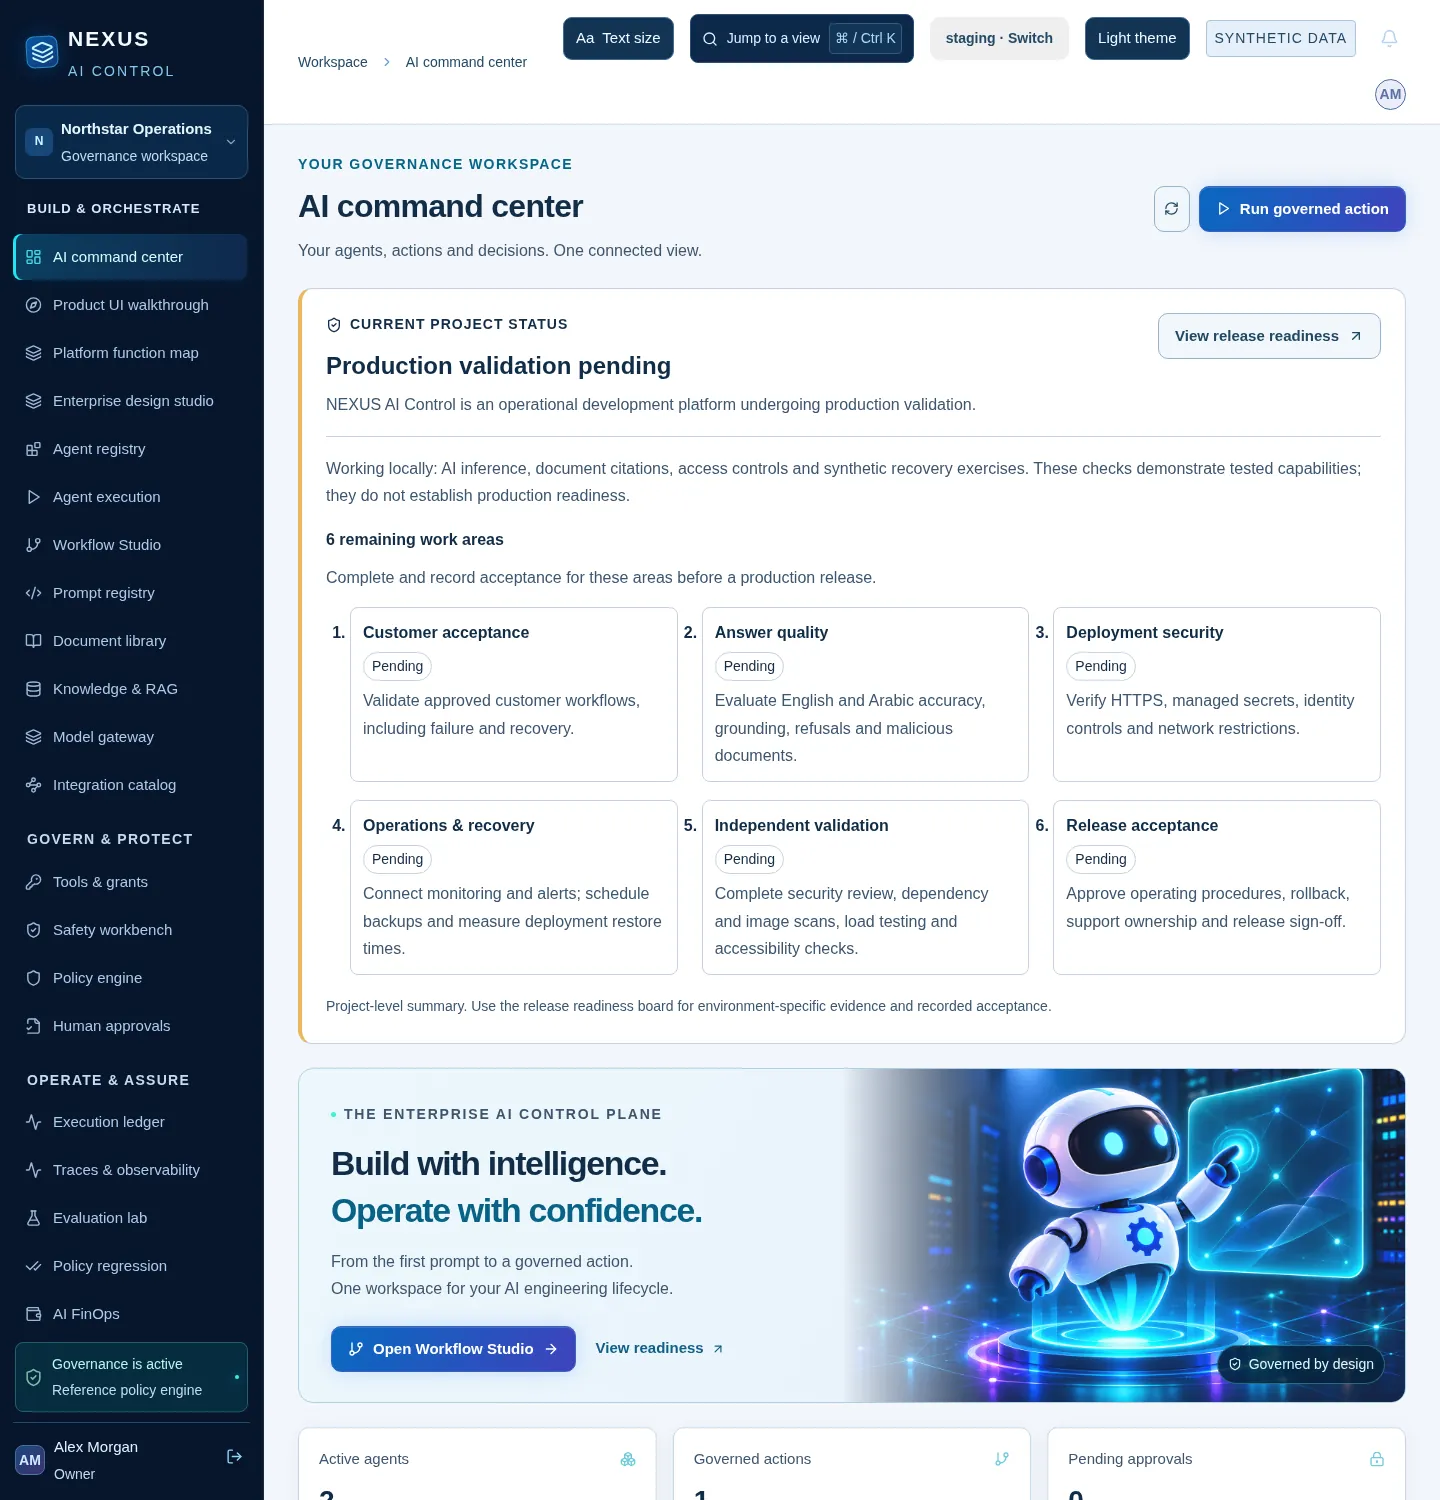 NEXUS
AI CONTROL
N
Northstar Operations
Governance workspace
BUILD & ORCHESTRATE
AI command center
Product UI walkthrough
Platform function map
Enterprise design studio
Agent registry
Agent execution
Workflow Studio
Prompt registry
Document library
Knowledge & RAG
Model gateway
Integration catalog
GOVERN & PROTECT
Tools & grants
Safety workbench
Policy engine
Human approvals
OPERATE & ASSURE
Execution ledger
Traces & observability
Evaluation lab
Policy regression
AI FinOps
Governance is active
Reference policy engine
AM
Alex Morgan
Owner
Workspace > AI command center
Aa Text size
Jump to a view ⌘ / Ctrl K
staging · Switch
Light theme
SYNTHETIC DATA
AM
YOUR GOVERNANCE WORKSPACE
AI command center
Your agents, actions and decisions. One connected view.
Run governed action
CURRENT PROJECT STATUS
View release readiness
Production validation pending
NEXUS AI Control is an operational development platform undergoing production validation.
Working locally: AI inference, document citations, access controls and synthetic recovery exercises. These checks demonstrate tested capabilities;
they do not establish production readiness.
6 remaining work areas
Complete and record acceptance for these areas before a production release.
1. Customer acceptance
Pending
Validate approved customer workflows,
including failure and recovery.
2. Answer quality
Pending
Evaluate English and Arabic accuracy,
grounding, refusals and malicious
documents.
3. Deployment security
Pending
Verify HTTPS, managed secrets, identity
controls and network restrictions.
4. Operations & recovery
Pending
Connect monitoring and alerts; schedule
backups and measure deployment restore
times.
5. Independent validation
Pending
Complete security review, dependency
and image scans, load testing and
accessibility checks.
6. Release acceptance
Pending
Approve operating procedures, rollback,
support ownership and release sign-off.
Project-level summary. Use the release readiness board for environment-specific evidence and recorded acceptance.
THE ENTERPRISE AI CONTROL PLANE
Build with intelligence.
Operate with confidence.
From the first prompt to a governed action.
One workspace for your AI engineering lifecycle.
Open Workflow Studio
View readiness
Governed by design
Active agents
2
Governed actions
1
Pending approvals
0